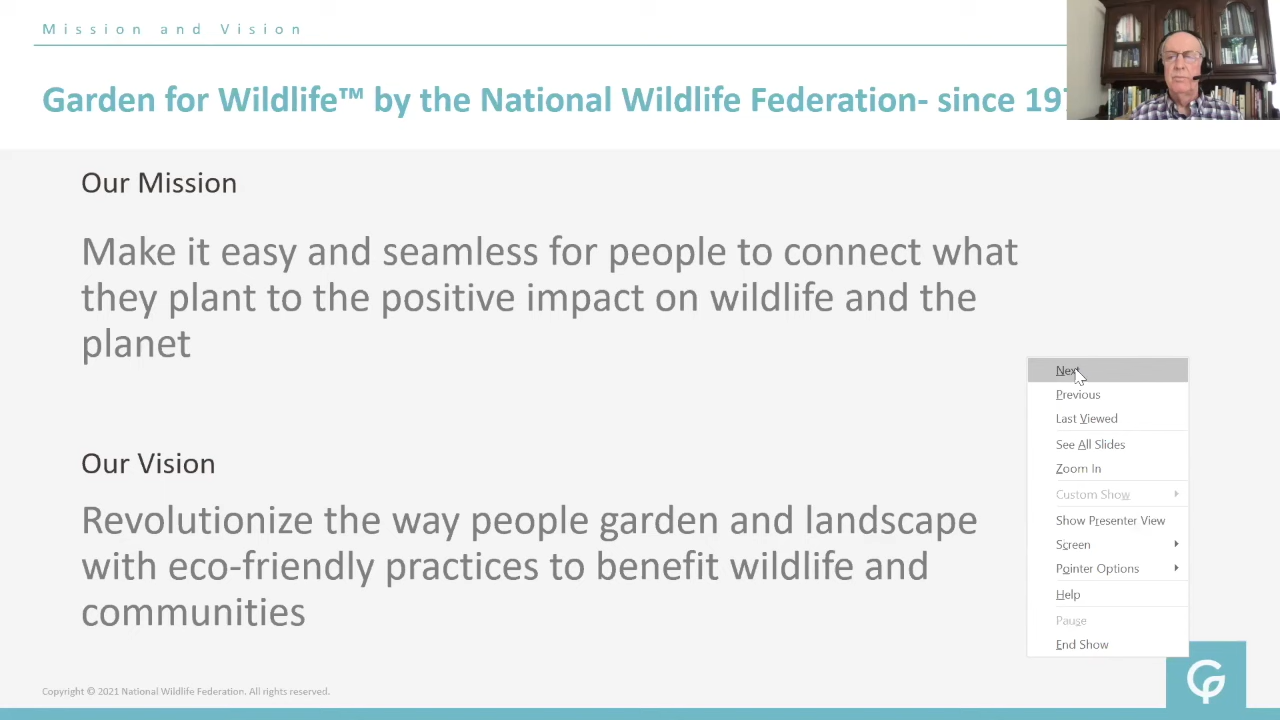 Mission and Vision
Garden for Wildlife™ by the National Wildlife Federation- since
Our Mission
Make it easy and seamless for people to connect what
they plant to the positive impact on wildlife and the
planet
Our Vision
Revolutionize the way people garden and landscape
with eco-friendly practices to benefit wildlife and
communities
Next
Previous
Last Viewed
See All Slides
Zoom In
Custom Show
Show Presenter View
Screen
Pointer Options
Help
Pause
End Show
Copyright © 2021 National Wildlife Federation. All rights reserved.